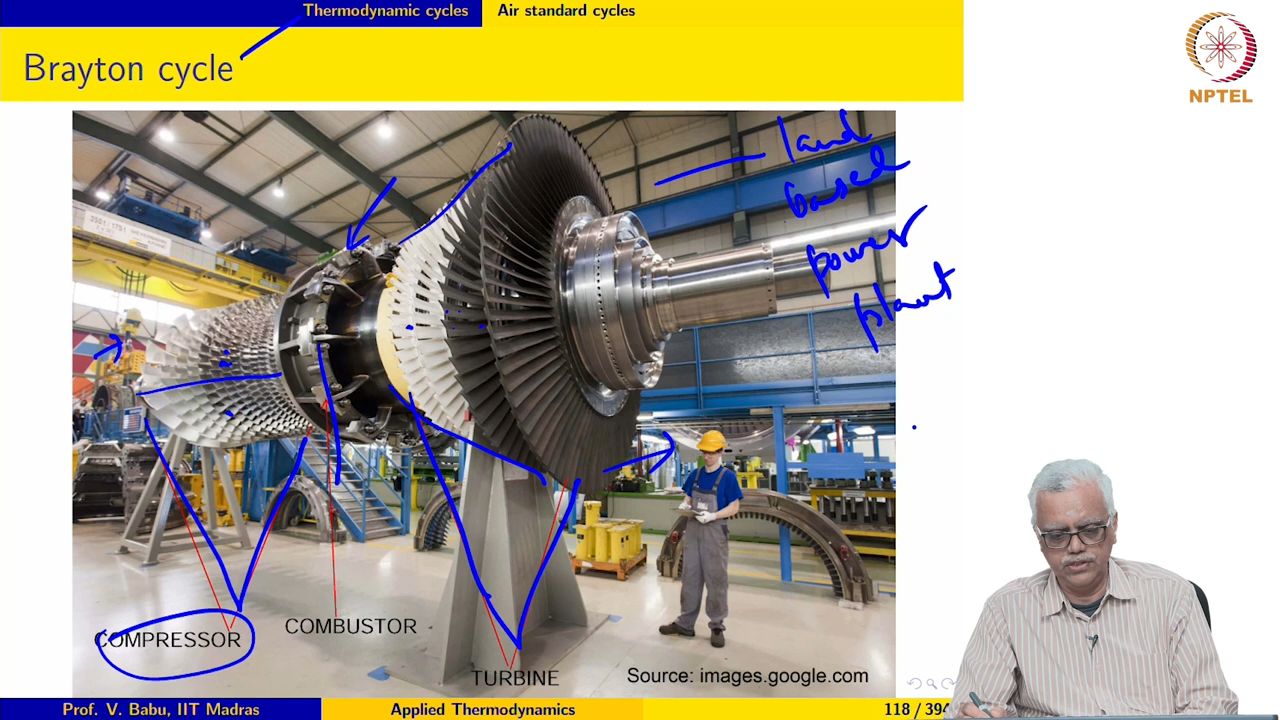 Thermodynamic cycles
Air standard cycles
Brayton cycle
NPTEL
land
based
power
plant
COMPRESSOR
COMBUSTOR
TURBINE
Source: images.google.com
Prof. V. Babu, IIT Madras
Applied Thermodynamics
118 / 394